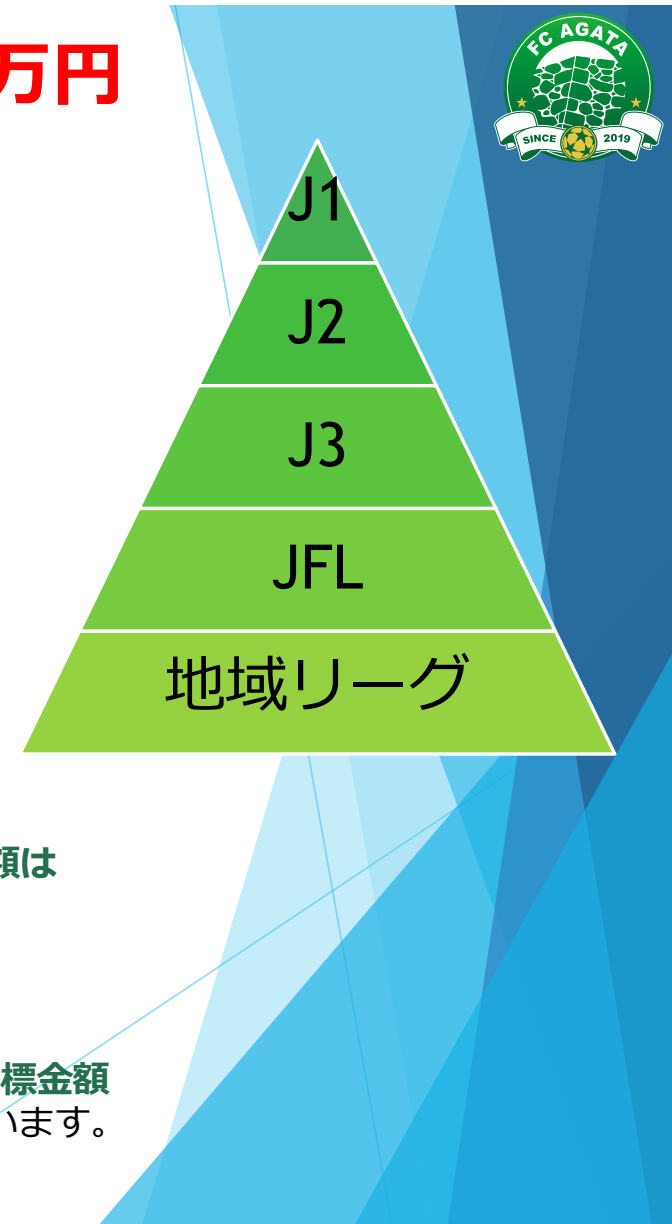 万円
FC AGATA
SINCE 2019
J1
J2
J3
JFL
地域リーグ
額は
標金額
います。